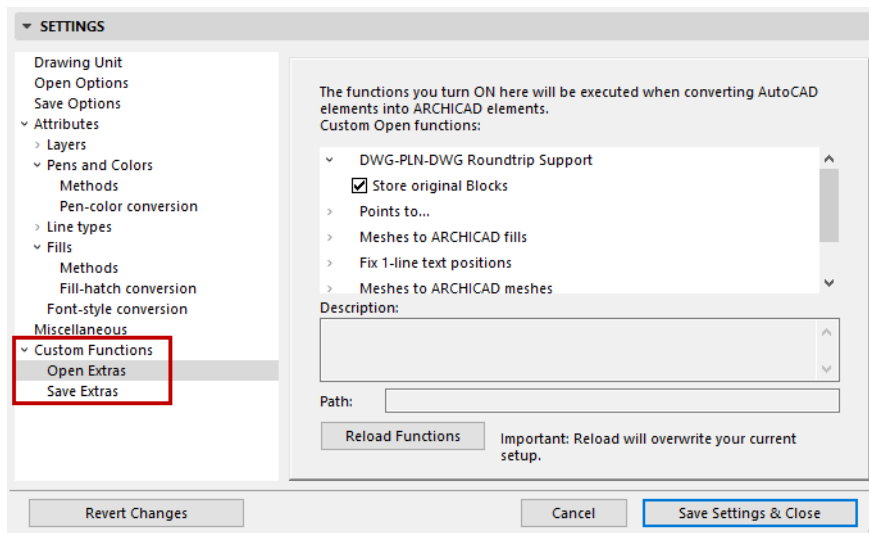 SETTINGS
Drawing Unit
Open Options
Save Options
Attributes
Layers
Pens and Colors
Methods
Pen-color conversion
Line types
Fills
Methods
Fill-hatch conversion
Font-style conversion
Miscellaneous
Custom Functions
Open Extras
Save Extras
The functions you turn ON here will be executed when converting AutoCAD
elements into ARCHICAD elements.
Custom Open functions:
DWG-PLN-DWG Roundtrip Support
Store original Blocks
Points to...
Meshes to ARCHICAD fills
Fix 1-line text positions
Meshes to ARCHICAD meshes
Description:
Path:
Reload Functions
Important: Reload will overwrite your current
setup.
Revert Changes
Cancel
Save Settings & Close